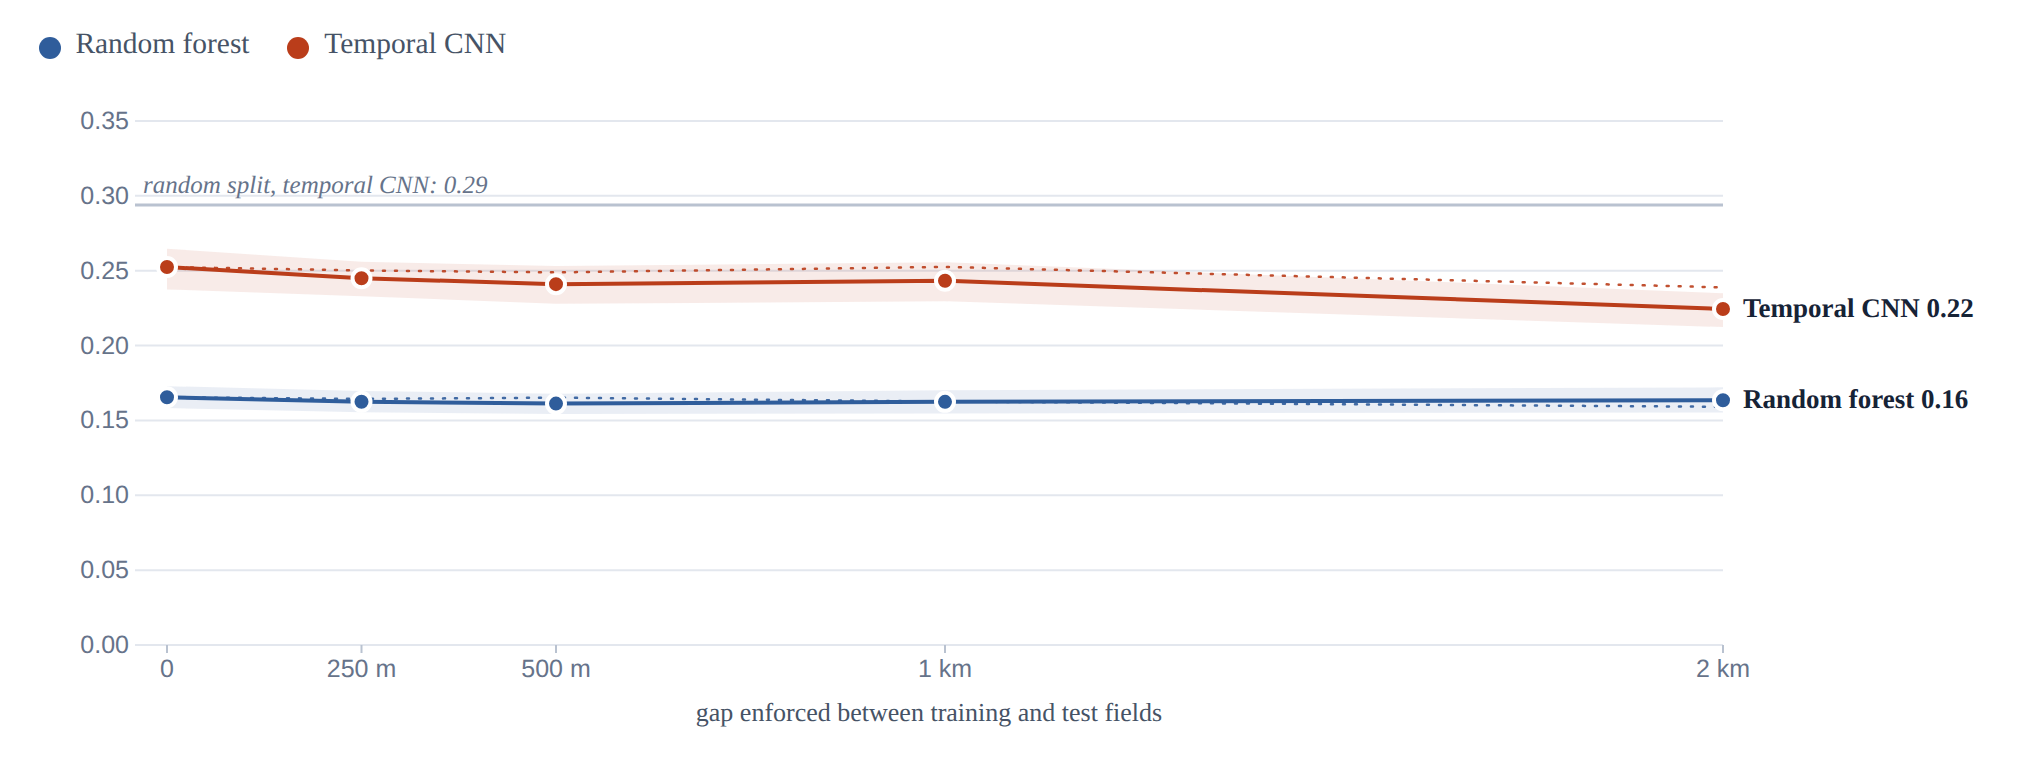 Random forest Temporal CNN
0.35
random split, temporal CNN: 0.29
0.30
0.25
Temporal CNN 0.22
0.20
Random forest 0.16
0.15
0.10
0.05
0.00
0 250 m 500 m 1 km 2 km
gap enforced between training and test fields